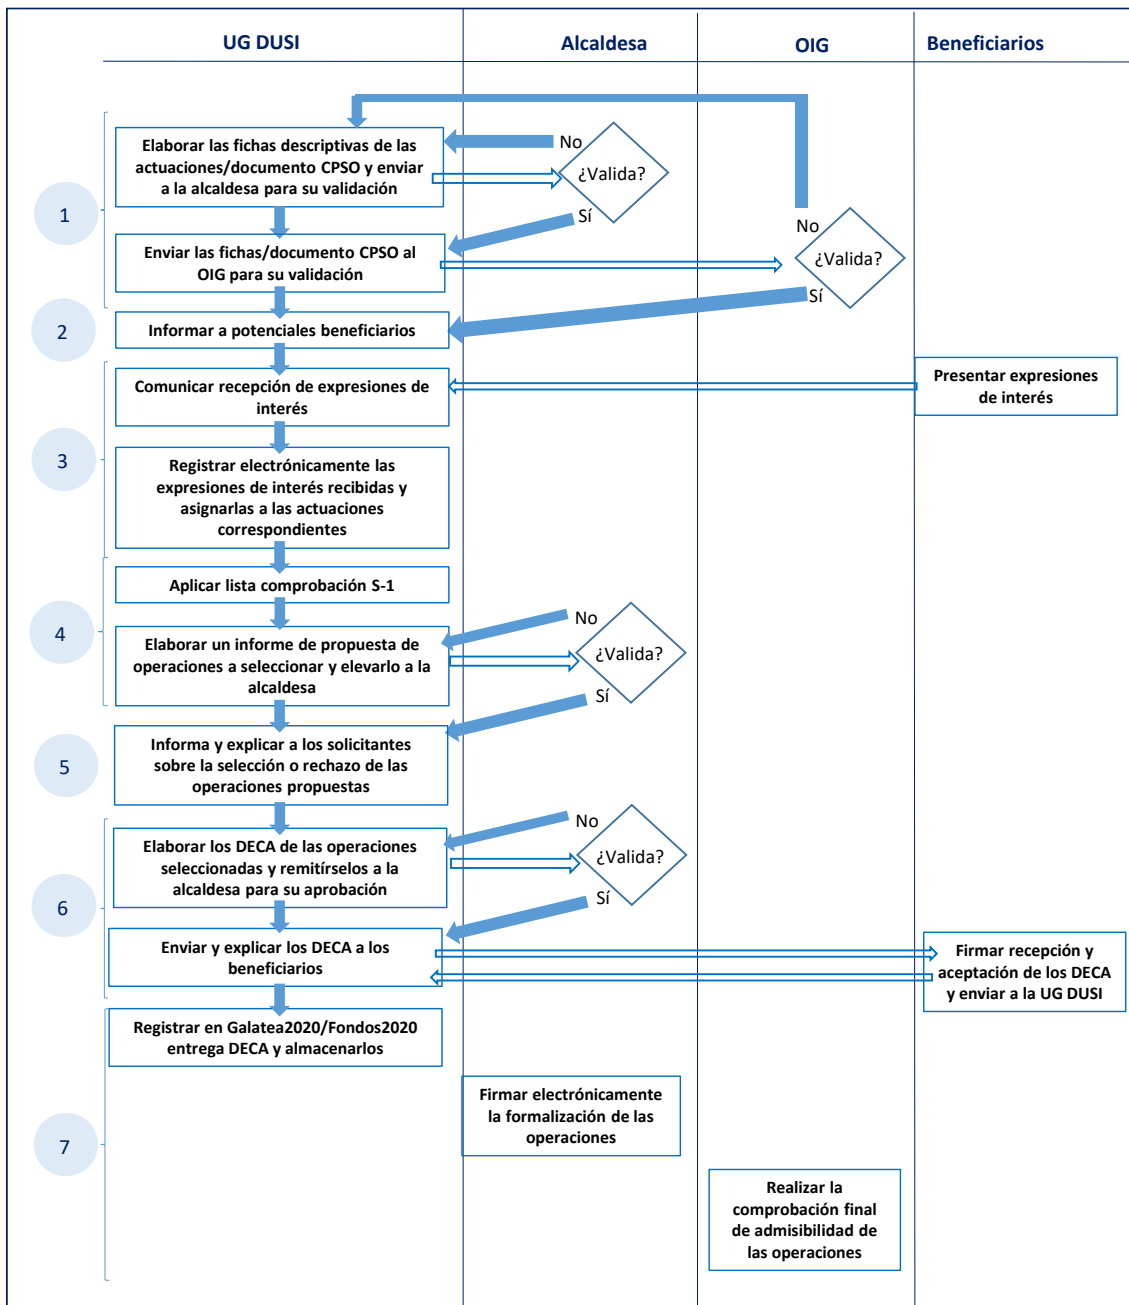 UG DUSI
Alcaldesa
OIG
Beneficiarios
1
Elaborar las fichas descriptivas de las
actuaciones/documento CPSO y enviar
a la alcaldesa para su validación
No
¿Valida?
Sí
Enviar las fichas/documento CPSO al
OIG para su validación
No
¿Valida?
Sí
2
Informar a potenciales beneficiarios
3
Comunicar recepción de expresiones de
interés
Presentar expresiones
de interés
Registrar electrónicamente las
expresiones de interés recibidas y
asignarlas a las actuaciones
correspondientes
4
Aplicar lista comprobación S-1
Elaborar un informe de propuesta de
operaciones a seleccionar y elevarlo a la
alcaldesa
No
¿Valida?
Sí
5
Informa y explicar a los solicitantes
sobre la selección o rechazo de las
operaciones propuestas
6
Elaborar los DECA de las operaciones
seleccionadas y remitírselos a la
alcaldesa para su aprobación
No
¿Valida?
Sí
Enviar y explicar los DECA a los
beneficiarios
Firmar recepción y
aceptación de los DECA
y enviar a la UG DUSI
7
Registrar en Galatea2020/Fondos2020
entrega DECA y almacenarlos
Firmar electrónicamente
la formalización de las
operaciones
Realizar la
comprobación final
de admisibilidad de
las operaciones